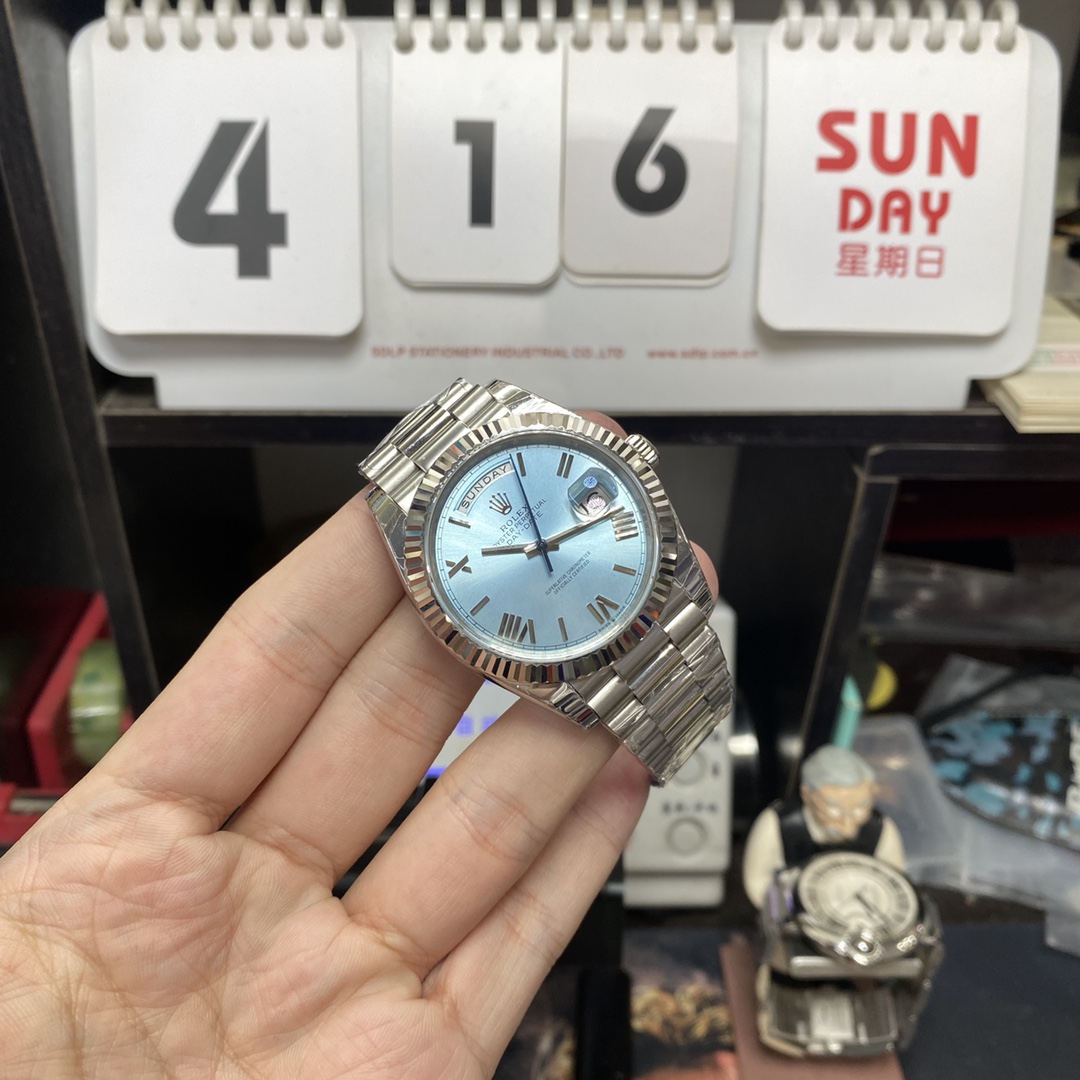 4
1
6
SUN
DAY
星期日
SDLP STATIONERY INDUSTRIAL CO.,LTD
www.sdlp.com.cn
SUNDAY
ROLEX
OYSTER PERPETUAL
DAY-DATE
SUPERLATIVE CHRONOMETER
OFFICIALLY CERTIFIED